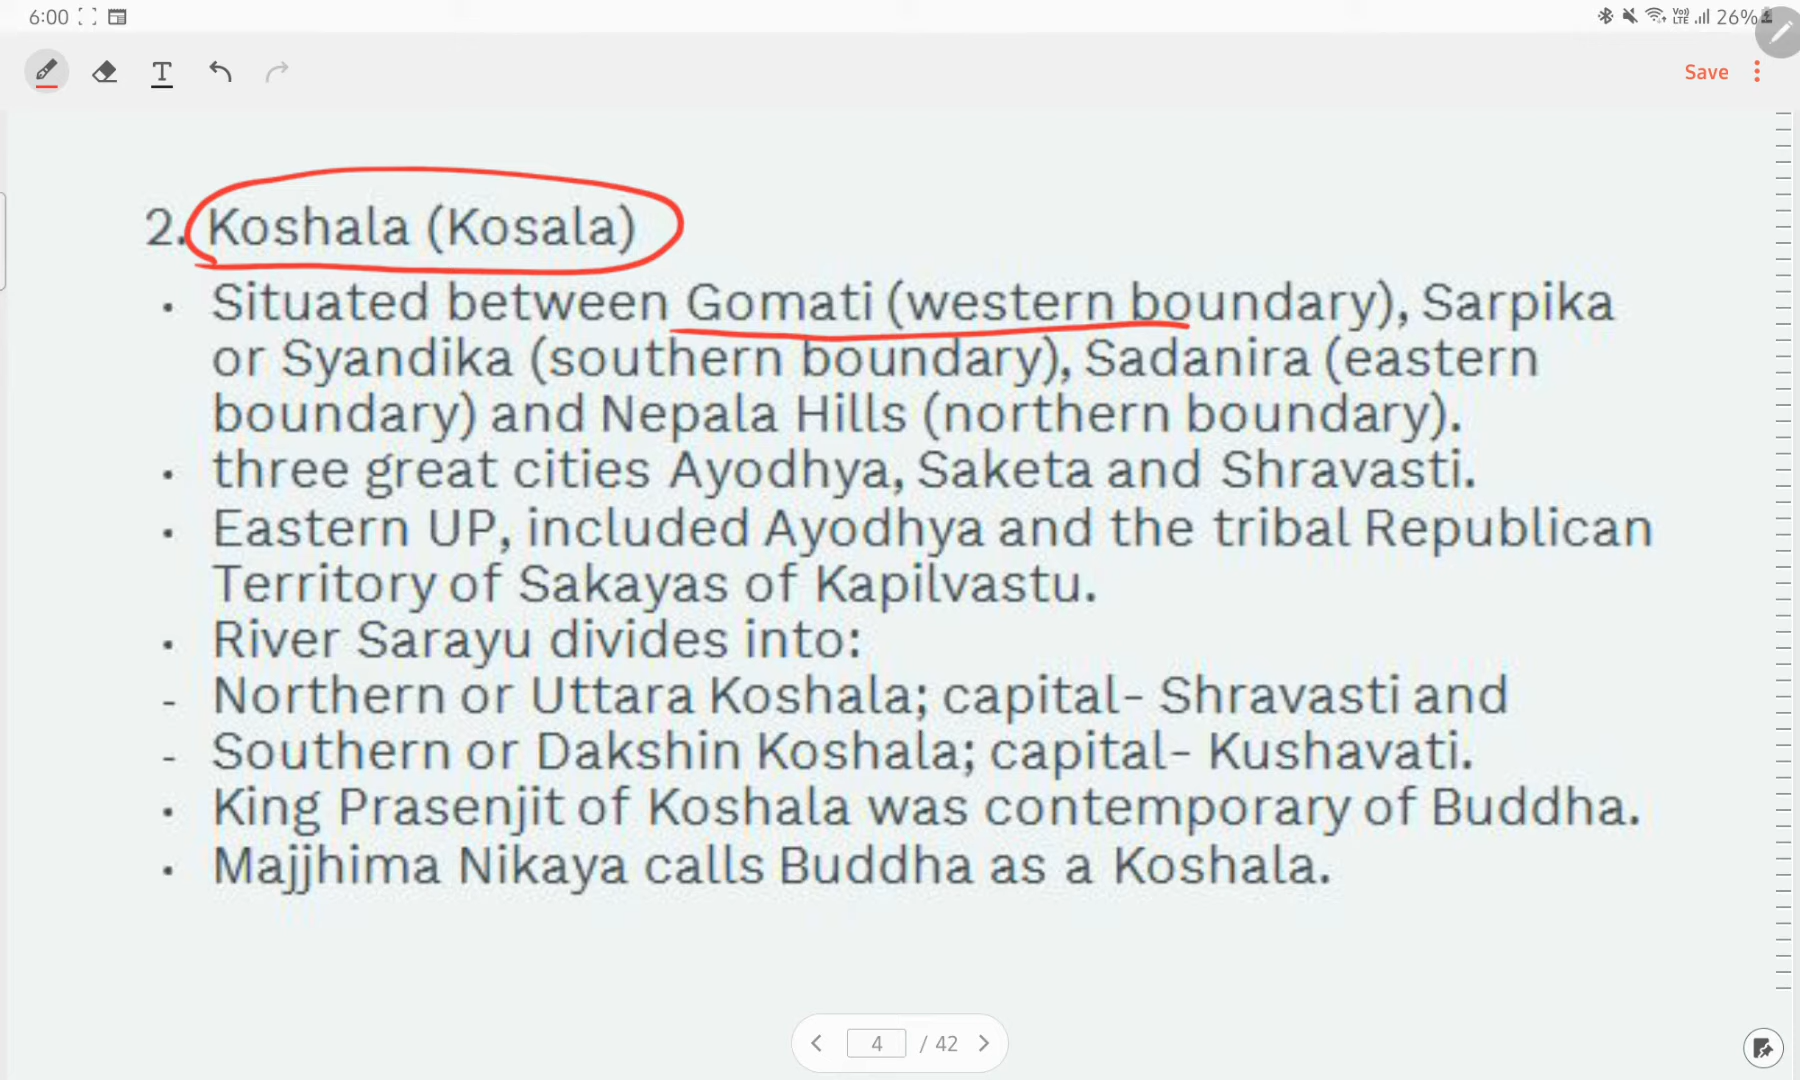 6:00
26%
T
Save
2. Koshala (Kosala)
• Situated between Gomati (western boundary), Sarpika
or Syandika (southern boundary), Sadanira (eastern
boundary) and Nepala Hills (northern boundary).
• three great cities Ayodhya, Saketa and Shravasti.
• Eastern UP, included Ayodhya and the tribal Republican
Territory of Sakayas of Kapilvastu.
• River Sarayu divides into:
- Northern or Uttara Koshala; capital- Shravasti and
- Southern or Dakshin Koshala; capital- Kushavati.
• King Prasenjit of Koshala was contemporary of Buddha.
• Majjhima Nikaya calls Buddha as a Koshala.
4 / 42